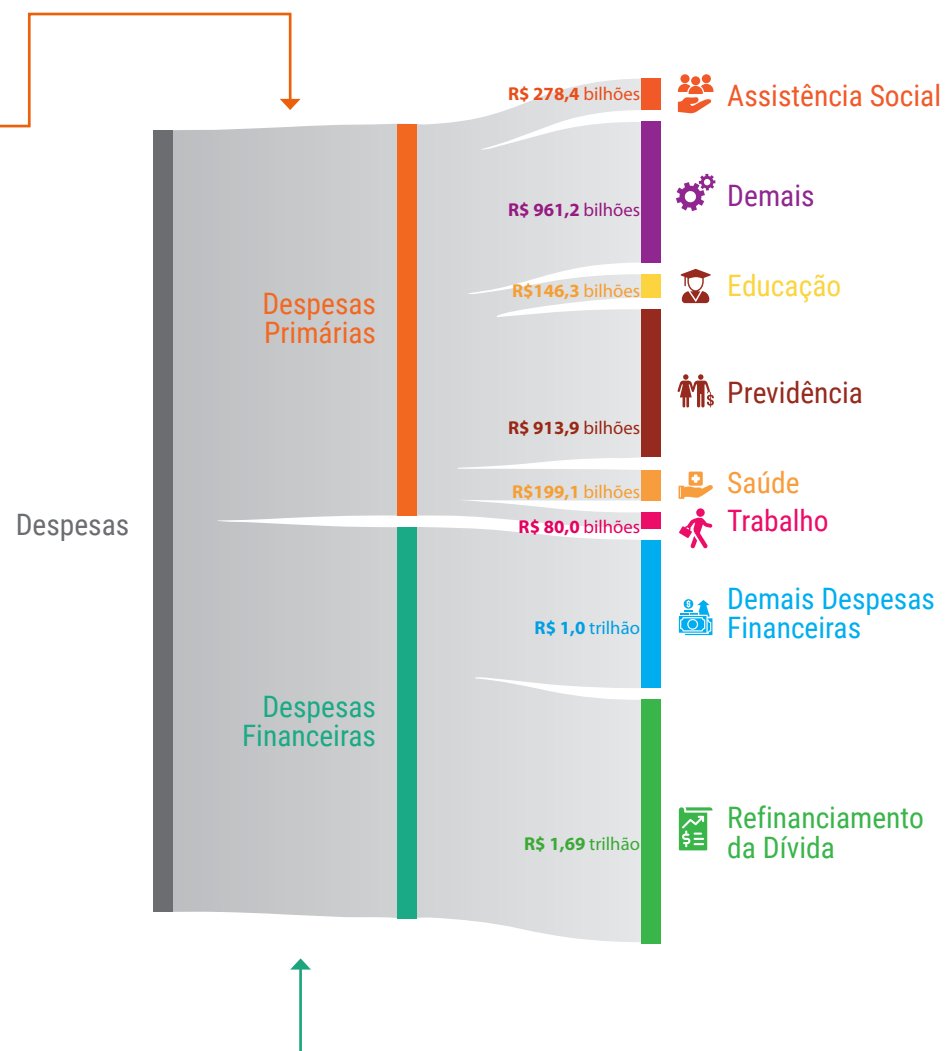 R$ 278,4 bilhões
Assistência Social
R$ 961,2 bilhões
Demais
R$146,3 bilhões
Educação
Despesas
Primárias
R$ 913,9 bilhões
Previdência
R$199,1 bilhões
Saúde
Despesas
R$ 80,0 bilhões
Trabalho
R$ 1,0 trilhão
Demais Despesas
Financeiras
Despesas
Financeiras
R$ 1,69 trilhão
Refinanciamento
da Dívida